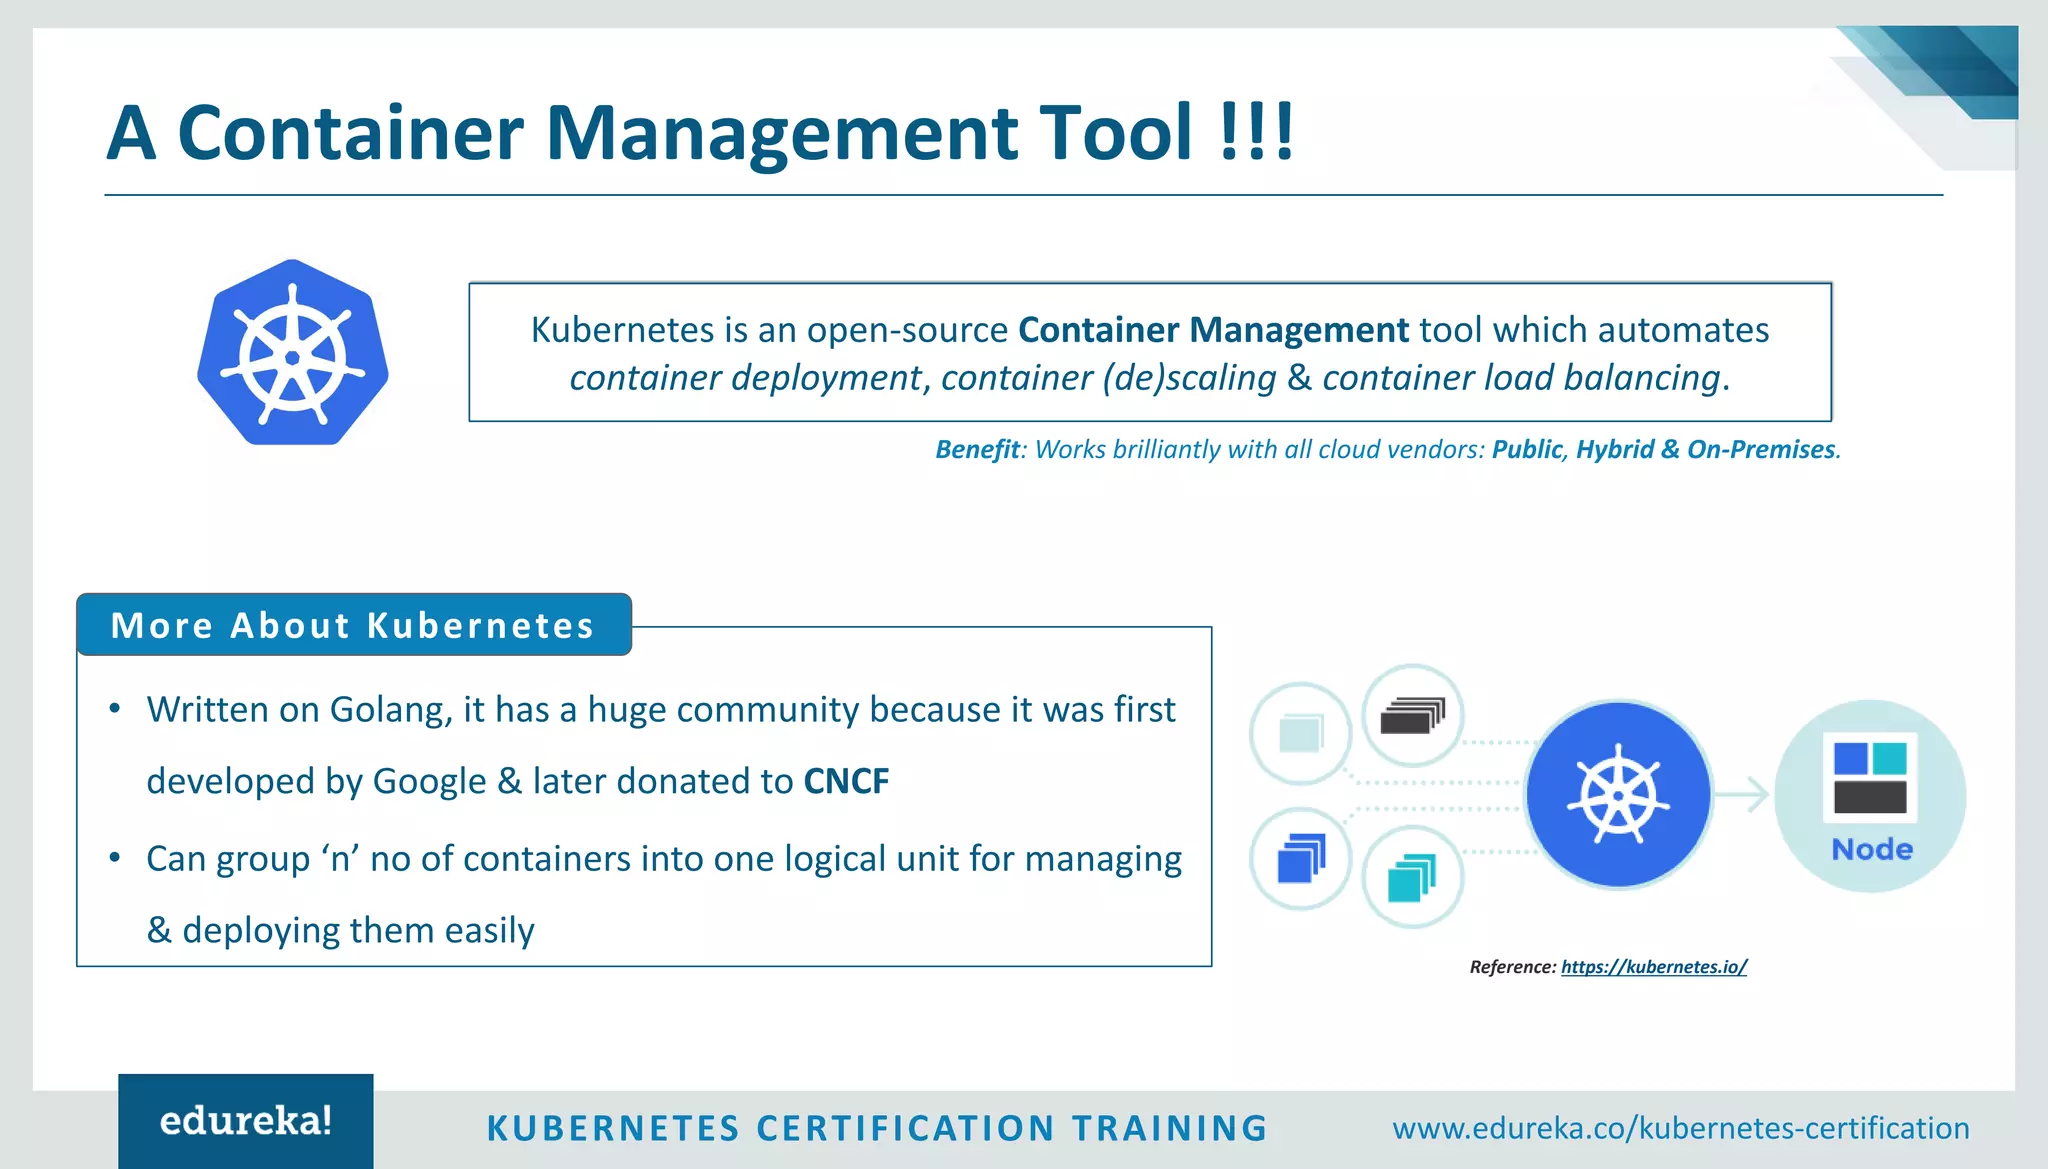 A Container Management Tool !!!
Kubernetes is an open-source Container Management tool which automates
container deployment, container (de)scaling & container load balancing.
Benefit: Works brilliantly with all cloud vendors: Public, Hybrid & On-Premises.
More About Kubernetes
• Written on Golang, it has a huge community because it was first
developed by Google & later donated to CNCF
• Can group ‘n’ no of containers into one logical unit for managing
& deploying them easily
Node
Reference: https://kubernetes.io/
edureka!
KUBERNETES CERTIFICATION TRAINING
www.edureka.co/kubernetes-certification